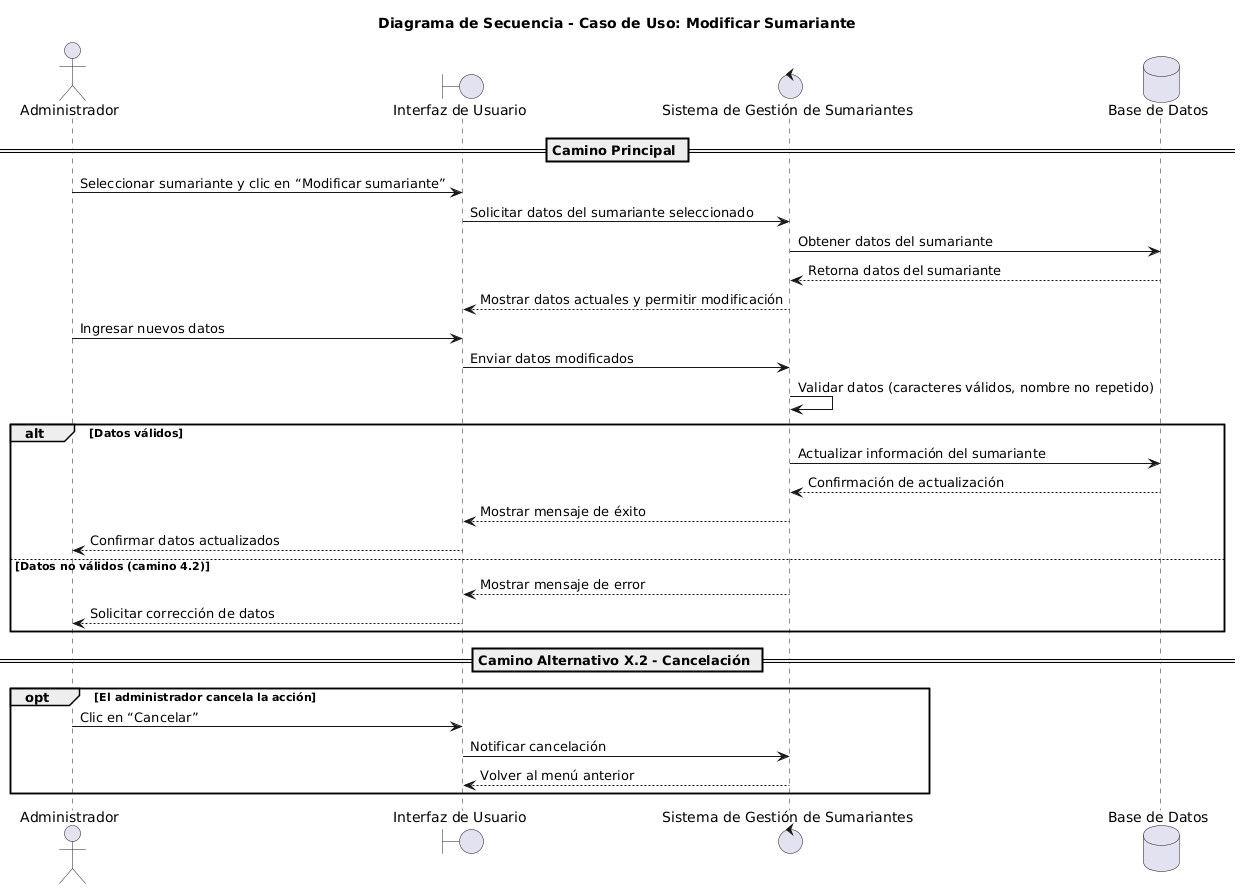 Diagrama de Secuencia - Caso de Uso: Modificar Sumariante
Administrador
Interfaz de Usuario
Sistema de Gestión de Sumariantes
Base de Datos
Camino Principal
Seleccionar sumariante y clic en “Modificar sumariante”
Solicitar datos del sumariante seleccionado
Obtener datos del sumariante
Retorna datos del sumariante
Mostrar datos actuales y permitir modificación
Ingresar nuevos datos
Enviar datos modificados
Validar datos (caracteres válidos, nombre no repetido)
alt
[Datos válidos]
Actualizar información del sumariante
Confirmación de actualización
Mostrar mensaje de éxito
Confirmar datos actualizados
[Datos no válidos (camino 4.2)]
Mostrar mensaje de error
Solicitar corrección de datos
Camino Alternativo X.2 - Cancelación
opt
[El administrador cancela la acción]
Clic en “Cancelar”
Notificar cancelación
Volver al menú anterior
Administrador
Interfaz de Usuario
Sistema de Gestión de Sumariantes
Base de Datos